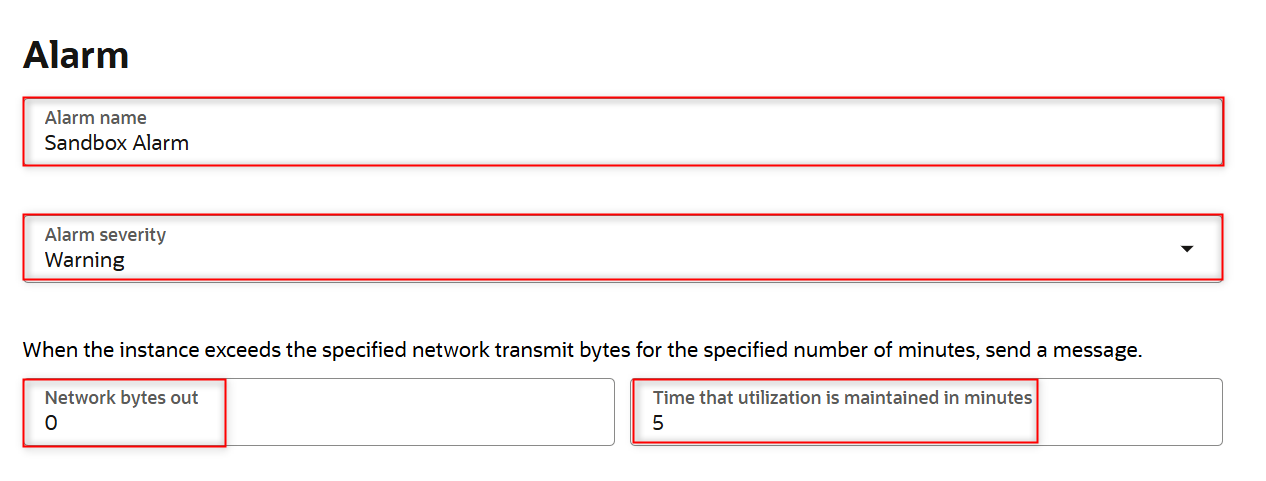 Alarm
Alarm name
Sandbox Alarm
Alarm severity
Warning
When the instance exceeds the specified network transmit bytes for the specified number of minutes, send a message.
Network bytes out
0
Time that utilization is maintained in minutes
5